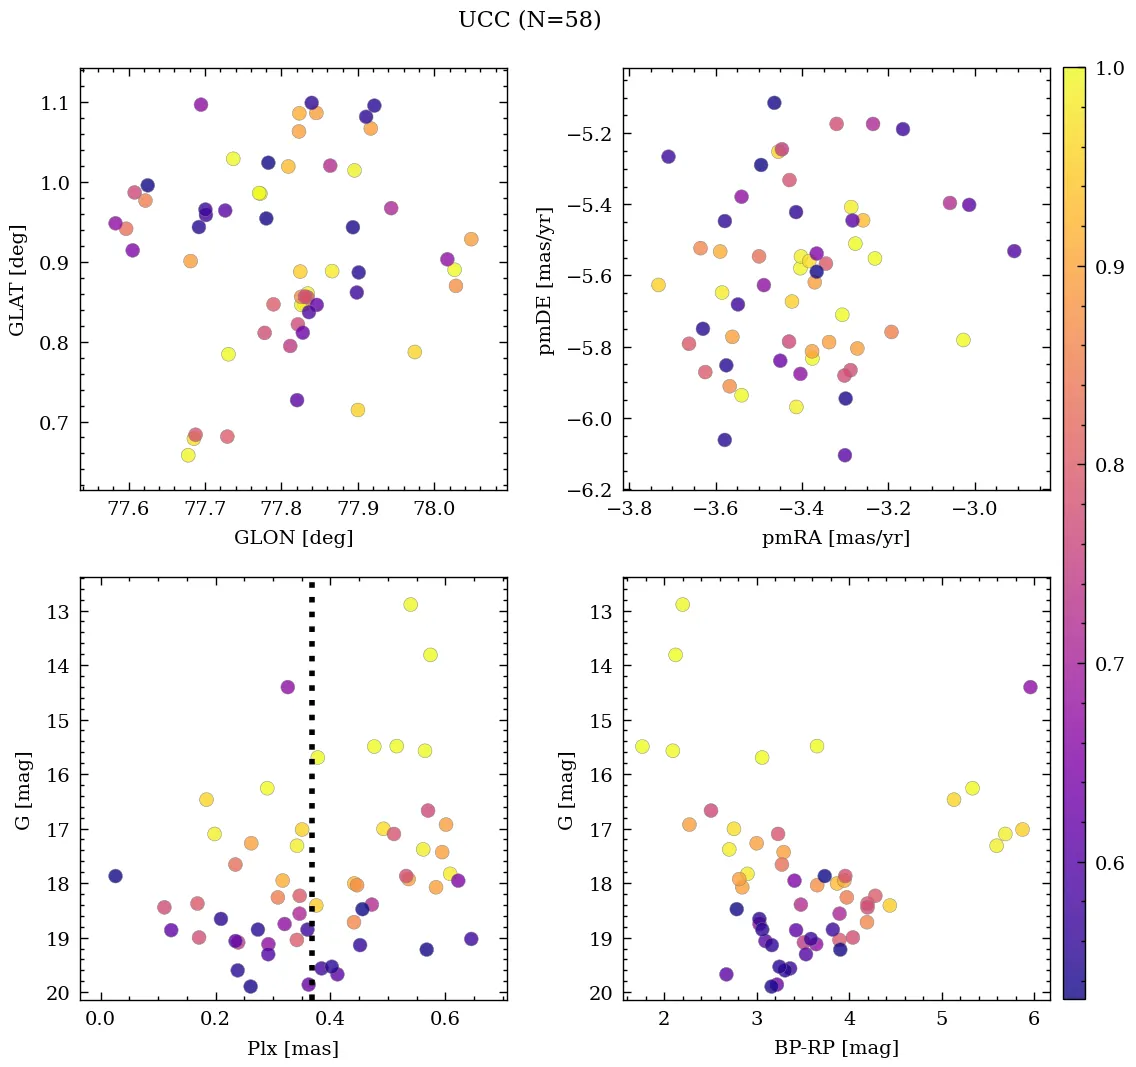 UCC (N=58)
1.1
1.0
0.9
0.8
0.7
GLAT [deg]
77.6 77.7 77.8 77.9 78.0
GLON [deg]
−5.2
−5.4
−5.6
−5.8
−6.0
−6.2
pmDE [mas/yr]
−3.8 −3.6 −3.4 −3.2 −3.0
pmRA [mas/yr]
1.0
0.9
0.8
0.7
0.6
13
14
15
16
17
18
19
20
G [mag]
0.0 0.2 0.4 0.6
Plx [mas]
13
14
15
16
17
18
19
20
G [mag]
2 3 4 5 6
BP-RP [mag]